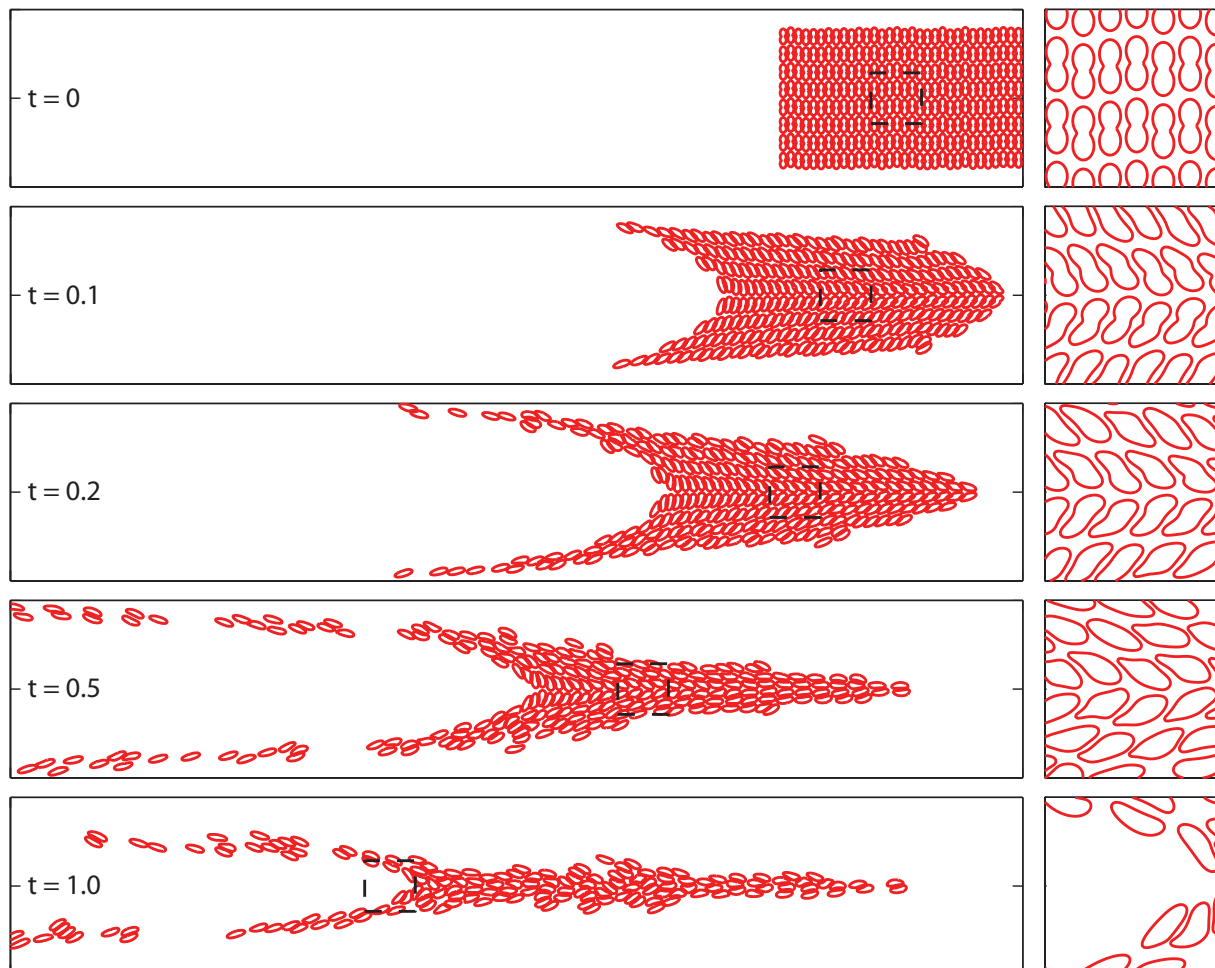 t = 0
t = 0.1
t = 0.2
t = 0.5
t = 1.0